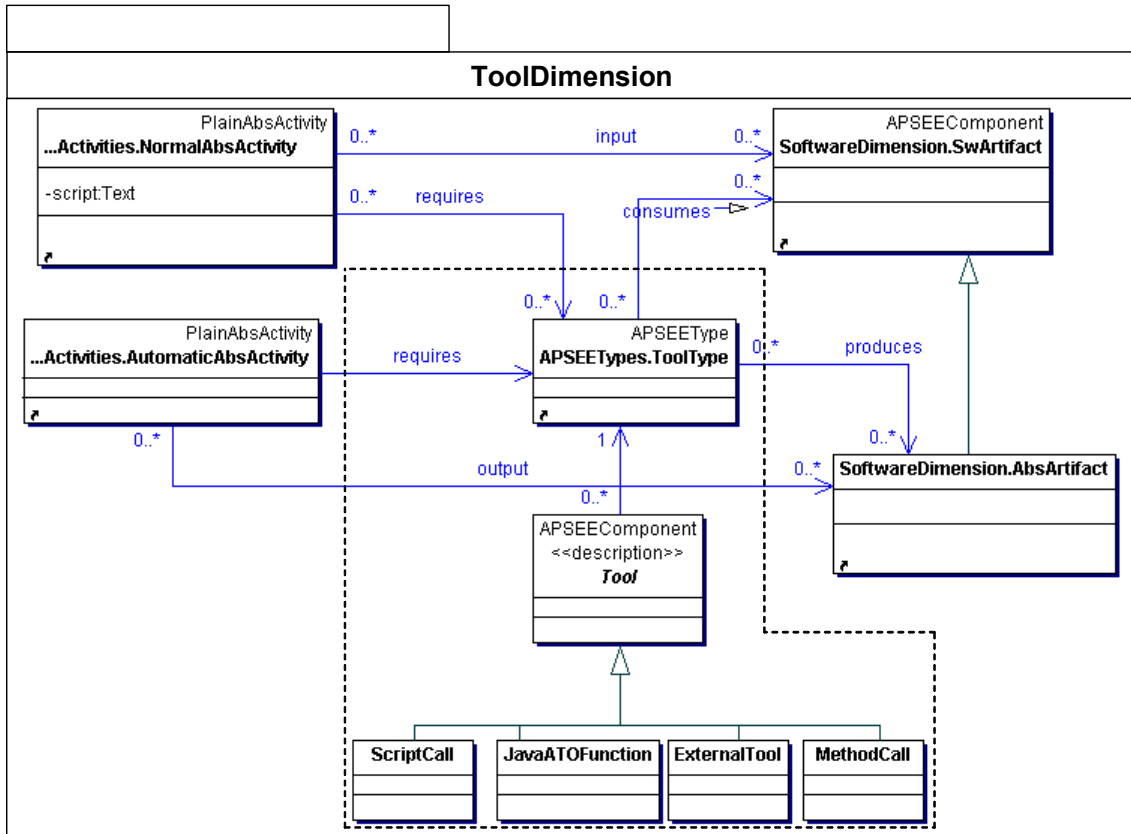 ToolDimension
PlainAbsActivity
...Activities.NormalAbsActivity
-script:Text
0..*
input
0..*
APSEEComponent
SoftwareDimension.SwArtifact
0..*
requires
0..*
consumes
0..*
0..*
PlainAbsActivity
...Activities.AutomaticAbsActivity
requires
APSEEType
APSEETypes.ToolType
0..*
produces
0..*
0..*
1
output
0..*
0..*
SoftwareDimension.AbsArtifact
APSEEComponent
<<description>>
Tool
ScriptCall
JavaATOFunction
ExternalTool
MethodCall